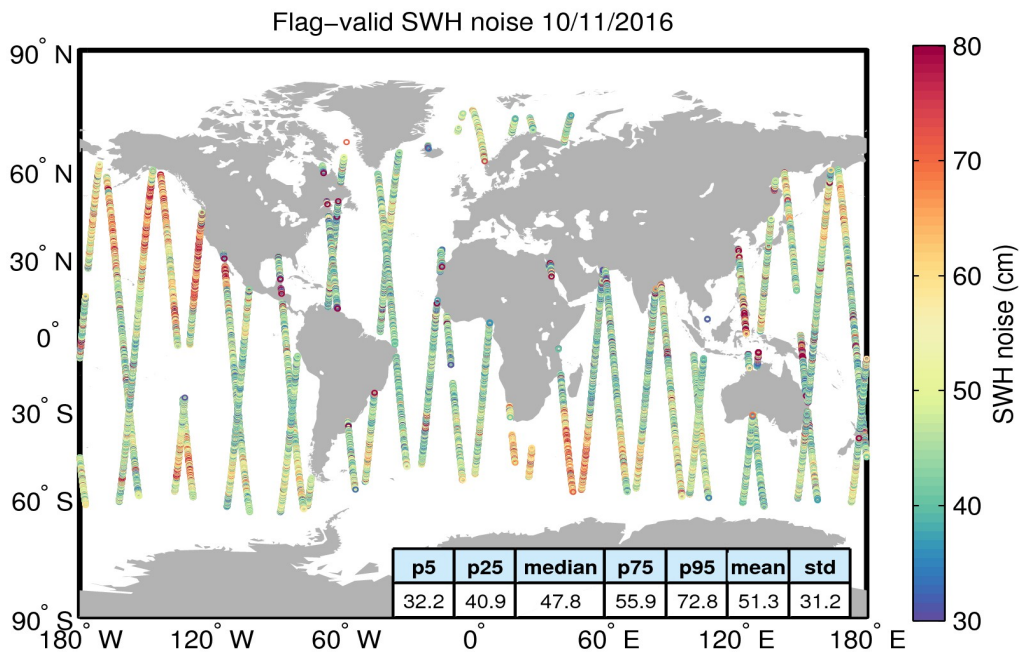 Flag−valid SWH noise 10/11/2016
90° N
60° N
30° N
0°
30° S
60° S
90° S
180° W
120° W
60° W
0°
60° E
120° E
180° E
p5 p25 median p75 p95 mean std
32.2 40.9 47.8 55.9 72.8 51.3 31.2
80
70
60
50
40
30
SWH noise (cm)